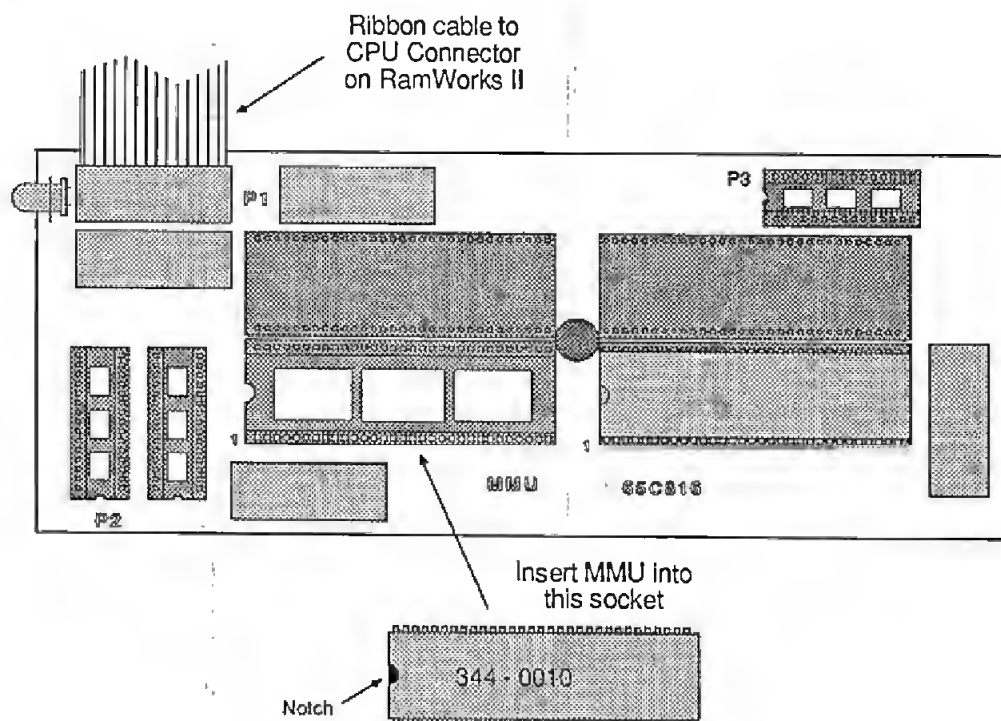 Ribbon cable to
CPU Connector
on RamWorks II
P1
P3
1
1
MMU
65C816
P2
Insert MMU into
this socket
344 - 0010
Notch